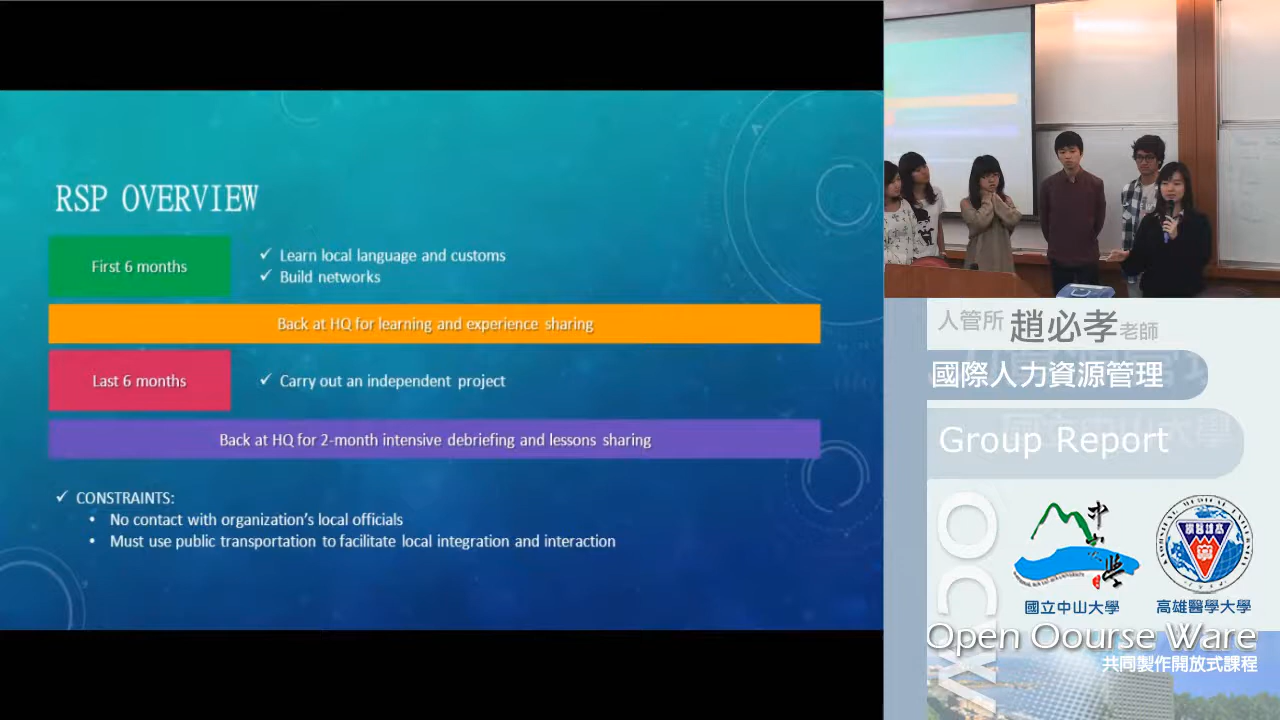 RSP OVERVIEW
First 6 months
✓ Learn local language and customs
✓ Build networks
Back at HQ for learning and experience sharing
Last 6 months
✓ Carry out an independent project
Back at HQ for 2-month intensive debriefing and lessons sharing
✓ CONSTRAINTS:
• No contact with organization's local officials
• Must use public transportation to facilitate local integration and interaction
人管所 趙必孝老師
國際人力資源管理
Group Report
OCW
國立中山大學
高雄醫學大學
Open Oourse Ware
共同製作開放式課程